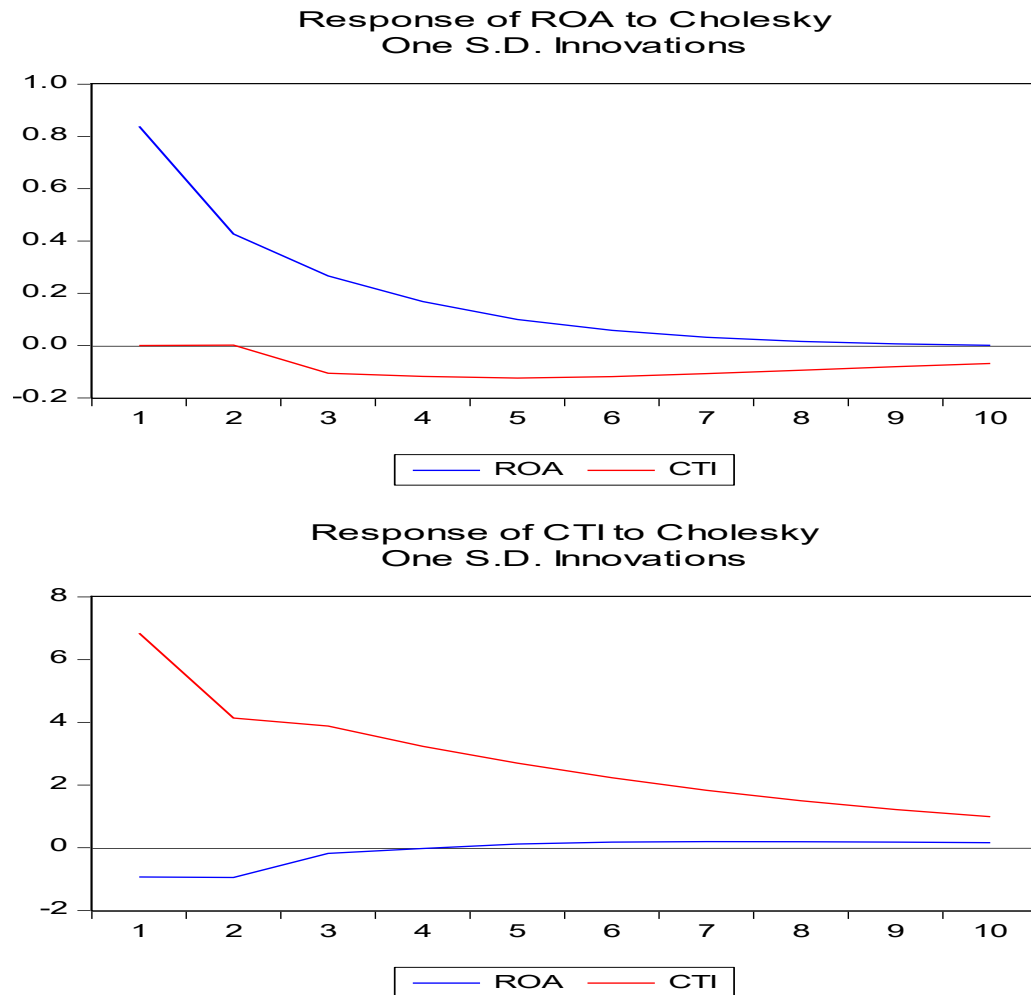 Response of ROA to Cholesky
One S.D. Innovations
1.0
0.8
0.6
0.4
0.2
0.0
-0.2
1 2 3 4 5 6 7 8 9 10
ROA CTI
Response of CTI to Cholesky
One S.D. Innovations
8
6
4
2
0
-2
1 2 3 4 5 6 7 8 9 10
ROA CTI